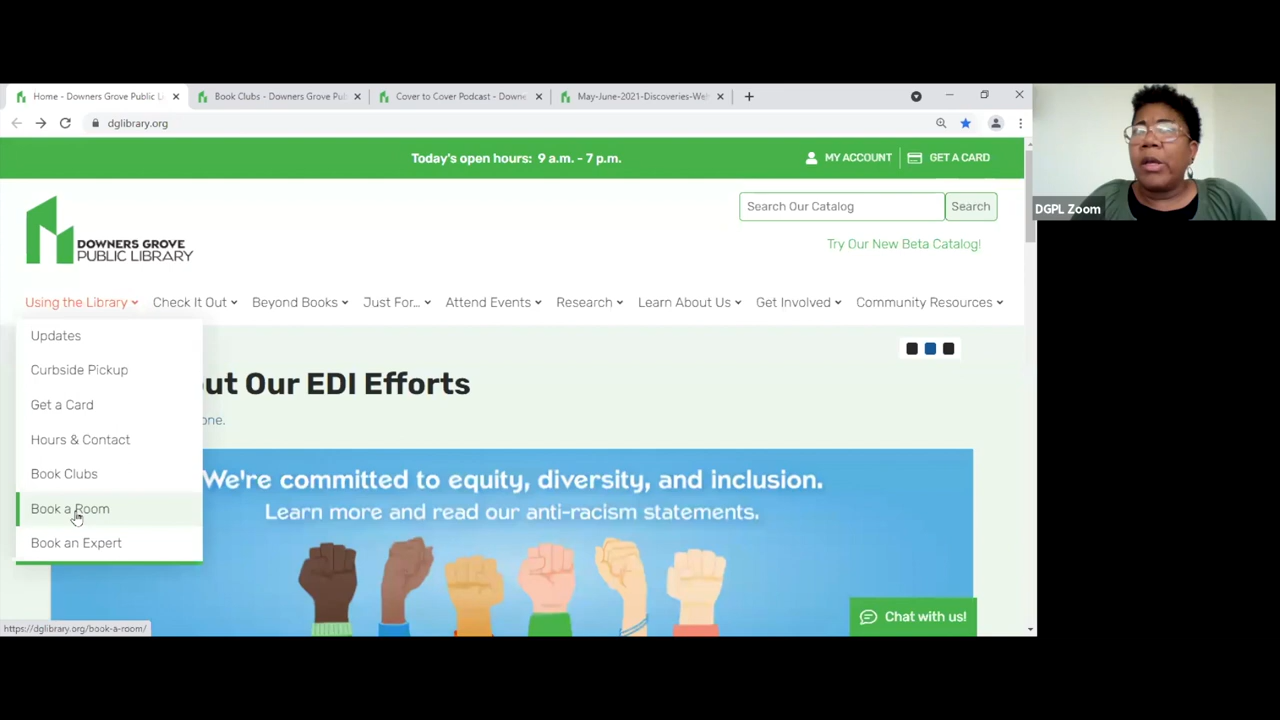 Home - Downers Grove Public Li
Book Clubs - Downers Grove Pu
Cover to Cover Podcast - Downe
May-June-2021-Discoveries-Web
dglibrary.org
Today's open hours: 9 a.m. - 7 p.m.
MY ACCOUNT
GET A CARD
DGPL Zoom
Search Our Catalog
Search
DOWNERS GROVE
PUBLIC LIBRARY
Try Our New Beta Catalog!
Using the Library
Check It Out
Beyond Books
Just For...
Attend Events
Research
Learn About Us
Get Involved
Community Resources
Updates
Curbside Pickup
Get a Card
Hours & Contact
Book Clubs
Book a Room
Book an Expert
out Our EDI Efforts
one.
We're committed to equity, diversity, and inclusion.
Learn more and read our anti-racism statements.
Chat with us!
https://dglibrary.org/book-a-room/